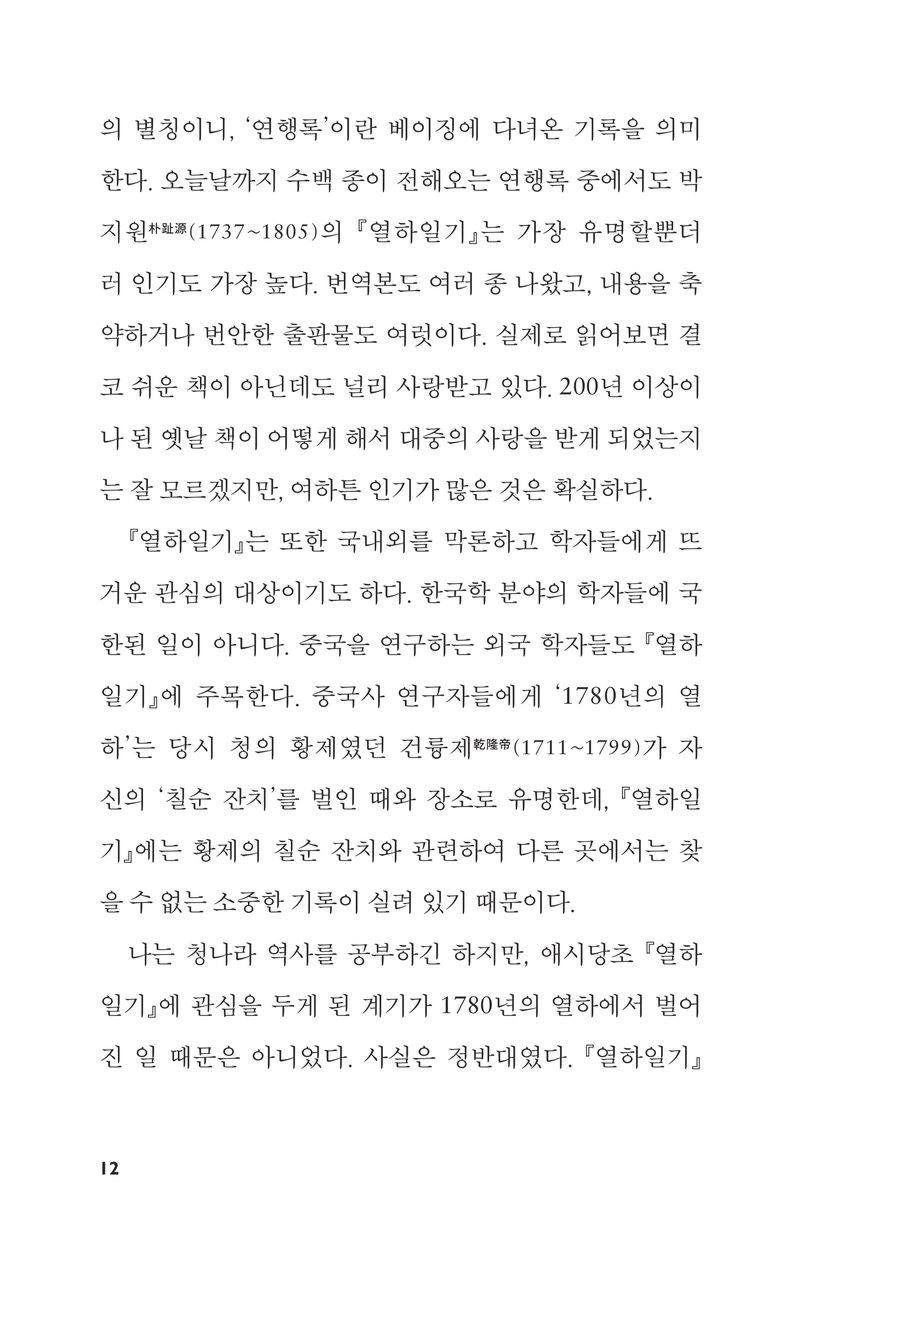 의 별칭이니, ‘연행록’이란 베이징에 다녀온 기록을 의미
한다. 오늘날까지 수백 종이 전해오는 연행록 중에서도 박
지원朴趾源(1737~1805)의 『열하일기』는 가장 유명할뿐더
러 인기도 가장 높다. 번역본도 여러 종 나왔고, 내용을 축
약하거나 번안한 출판물도 여럿이다. 실제로 읽어보면 결
코 쉬운 책이 아닌데도 널리 사랑받고 있다. 200년 이상이
나 된 옛날 책이 어떻게 해서 대중의 사랑을 받게 되었는지
는 잘 모르겠지만, 여하튼 인기가 많은 것은 확실하다.
『열하일기』는 또한 국내외를 막론하고 학자들에게 뜨
거운 관심의 대상이기도 하다. 한국학 분야의 학자들에 국
한된 일이 아니다. 중국을 연구하는 외국 학자들도 『열하
일기』에 주목한다. 중국사 연구자들에게 ‘1780년의 열
하’는 당시 청의 황제였던 건륭제乾隆帝(1711~1799)가 자
신의 ‘칠순 잔치’를 벌인 때와 장소로 유명한데, 『열하일
기』에는 황제의 칠순 잔치와 관련하여 다른 곳에서는 찾
을 수 없는 소중한 기록이 실려 있기 때문이다.
나는 청나라 역사를 공부하긴 하지만, 애시당초 『열하
일기』에 관심을 두게 된 계기가 1780년의 열하에서 벌어
진 일 때문은 아니었다. 사실은 정반대였다. 『열하일기』
12